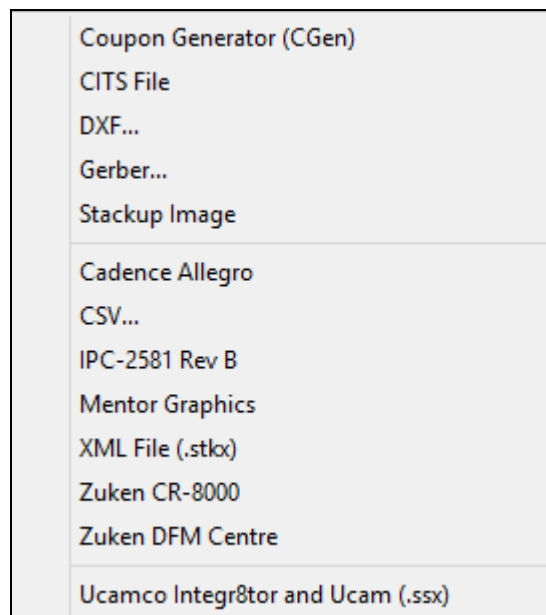 Coupon Generator (CGen)
CITS File
DXF...
Gerber...
Stackup Image
Cadence Allegro
CSV...
IPC-2581 Rev B
Mentor Graphics
XML File (.stkx)
Zuken CR-8000
Zuken DFM Centre
Ucamco Integr8tor and Ucam (.ssx)